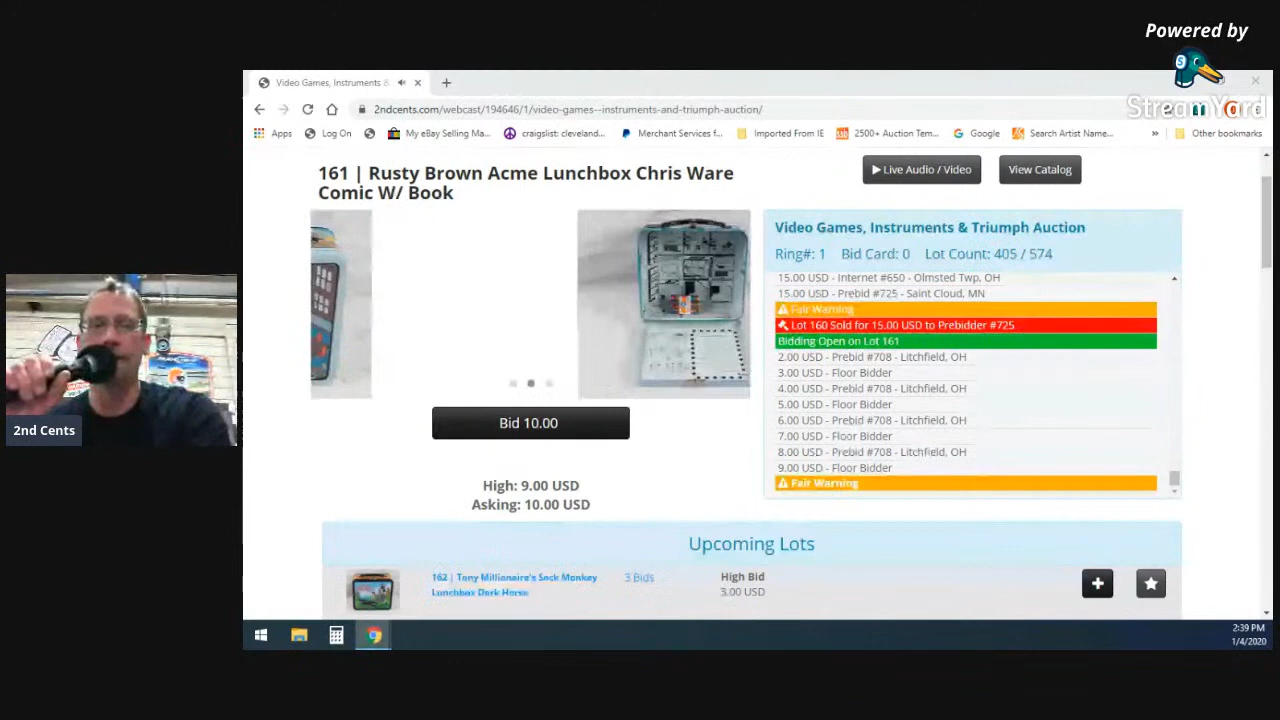 Powered by
StreamYard
Video Games, Instruments &
2ndcents.com/webcast/194646/1/video-games--instruments-and-triumph-auction/
Apps
Log On
My eBay Selling Ma...
craigslist: cleveland...
Merchant Services f...
Imported From IE
2500+ Auction Tem...
Google
Search Artist Name...
»
Other bookmarks
161 | Rusty Brown Acme Lunchbox Chris Ware
Comic W/ Book
Live Audio / Video
View Catalog
Video Games, Instruments & Triumph Auction
Ring#: 1 Bid Card: 0 Lot Count: 405 / 574
15.00 USD - Internet #650 - Olmsted Twp, OH
15.00 USD - Prebid #725 - Saint Cloud, MN
Fair Warning
Lot 160 Sold for 15.00 USD to Prebidder #725
Bidding Open on Lot 161
2.00 USD - Prebid #708 - Litchfield, OH
3.00 USD - Floor Bidder
4.00 USD - Prebid #708 - Litchfield, OH
5.00 USD - Floor Bidder
6.00 USD - Prebid #708 - Litchfield, OH
7.00 USD - Floor Bidder
8.00 USD - Prebid #708 - Litchfield, OH
9.00 USD - Floor Bidder
Fair Warning
Bid 10.00
High: 9.00 USD
Asking: 10.00 USD
2nd Cents
Upcoming Lots
162 | Tony Millionaire's Sock Monkey
Lunchbox Dark Horse
3 Bids
High Bid
3.00 USD
2:39 PM
1/4/2020